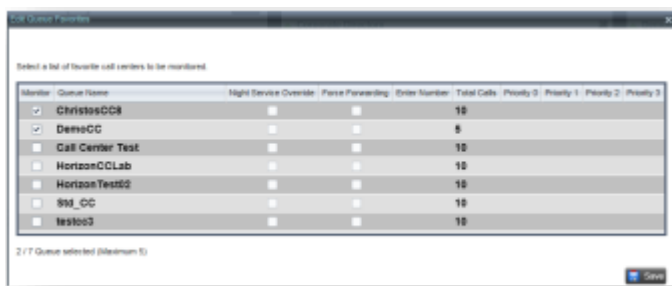 Edit Queue Favorites
Select a list of favorite call centers to be monitored.
Monitor Queue Name Night Service Override Force Forwarding Enter Number Total Calls Priority 0 Priority 1 Priority 2 Priority 3
ChristosCC8 10
DemoCC 5
Call Center Test 10
HorizonCCLab 10
HorizonTest02 10
Std_CC 10
testcc3 10
2 / 7 Queue selected (Maximum 5)
Save